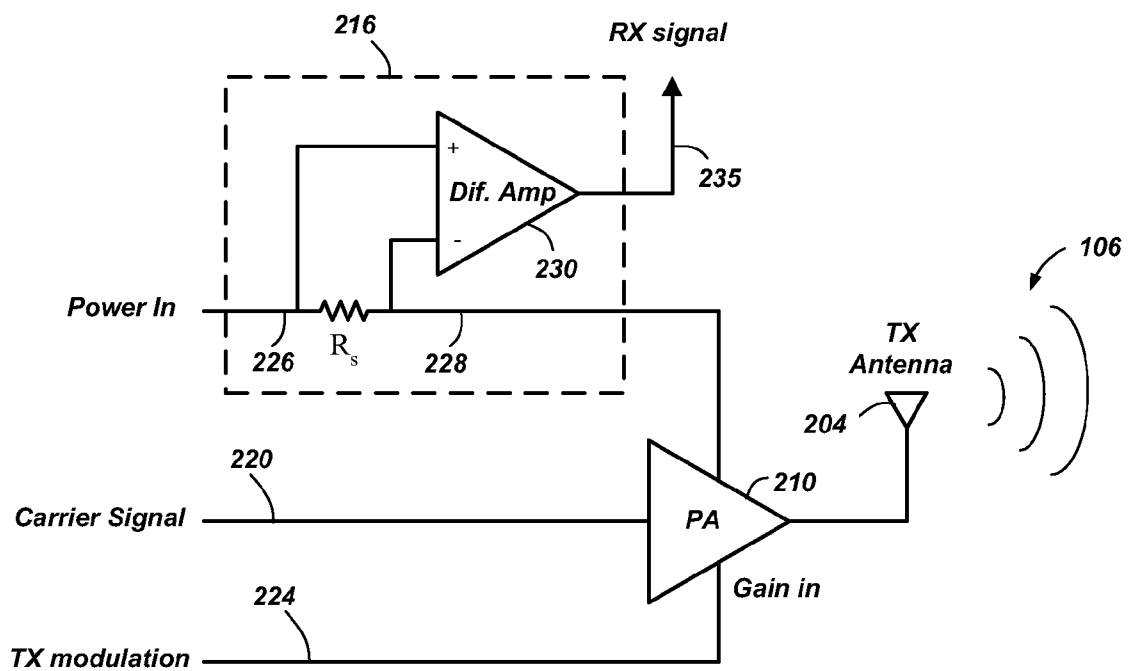 216
RX signal
+
Dif. Amp
235
-
230
106
Power In
226
Rs
228
TX
Antenna
204
220
210
Carrier Signal
PA
224
Gain in
TX modulation